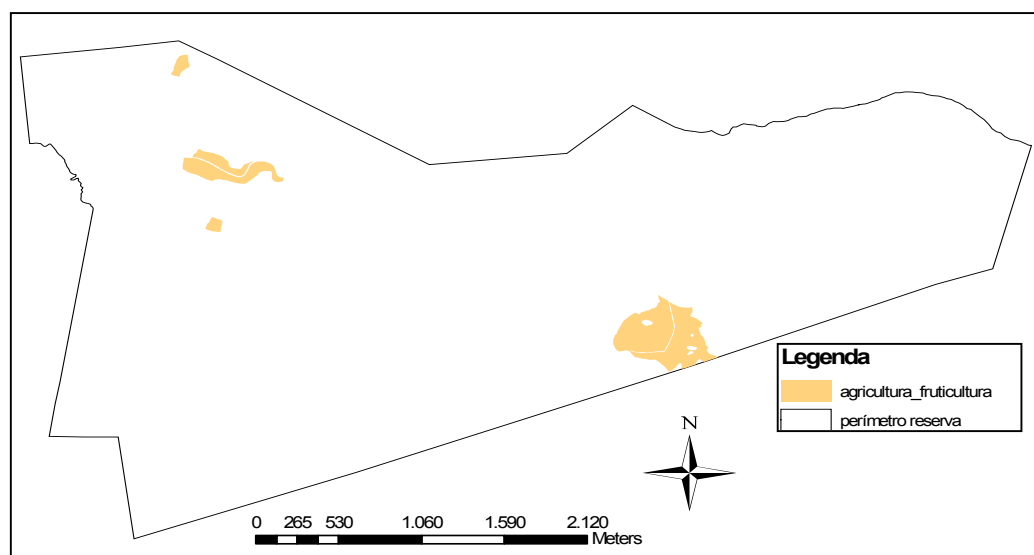 Legenda
agricultura_fruticultura
perímetro reserva
N
0 265 530 1.060 1.590 2.120
Meters